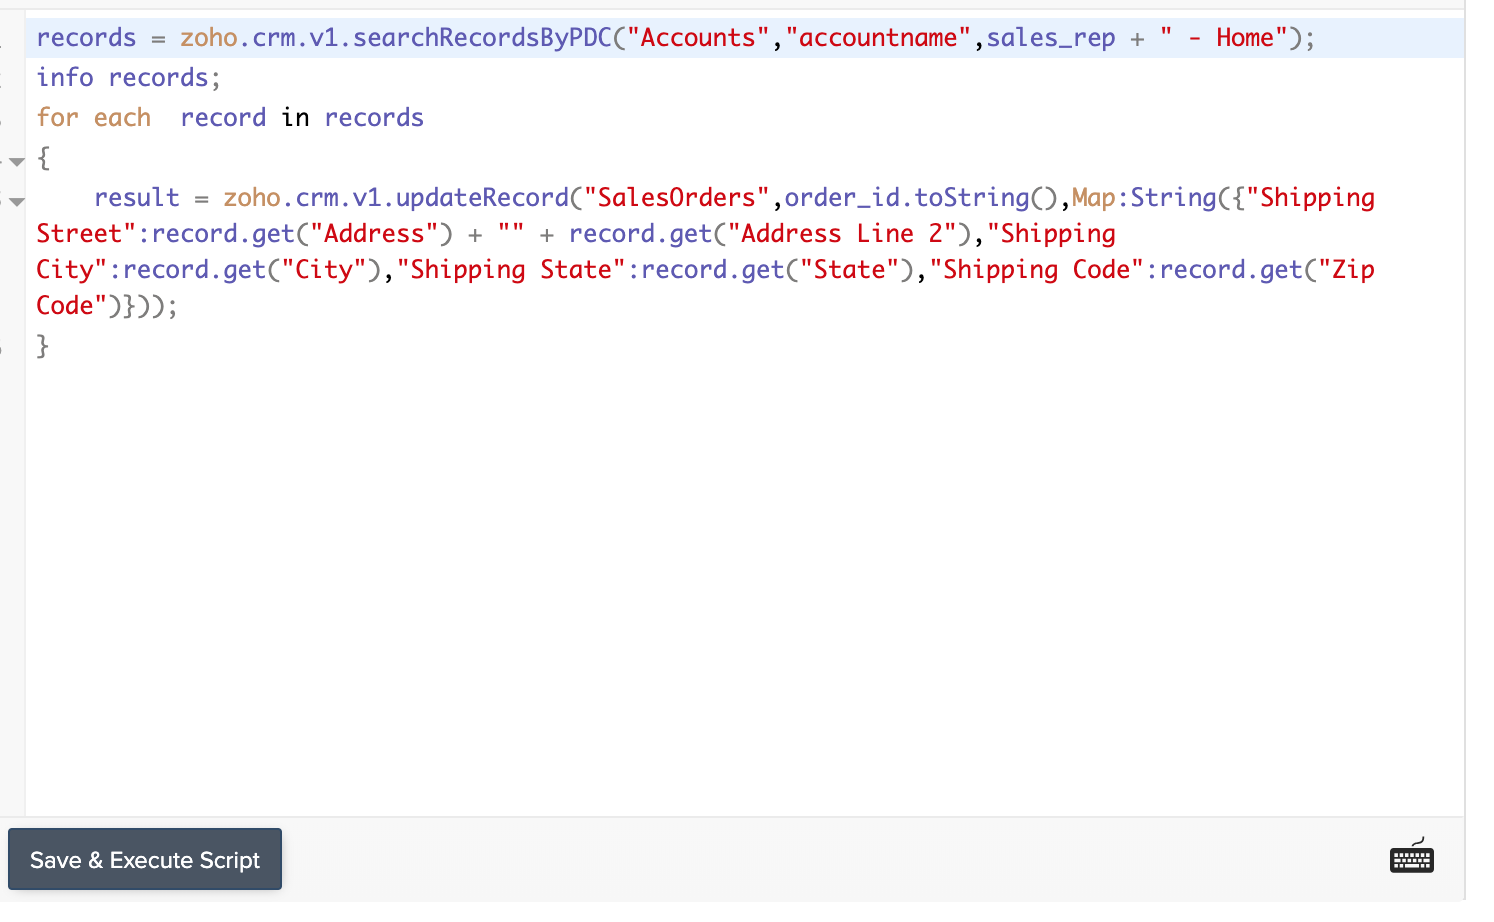 records = zoho.crm.v1.searchRecordsByPDC("Accounts","accountname",sales_rep + " - Home");
info records;
for each  record in records
{
    result = zoho.crm.v1.updateRecord("SalesOrders",order_id.toString(),Map:String({"Shipping
Street":record.get("Address") + "" + record.get("Address Line 2"),"Shipping
City":record.get("City"),"Shipping State":record.get("State"),"Shipping Code":record.get("Zip
Code")}));
}
Save & Execute Script